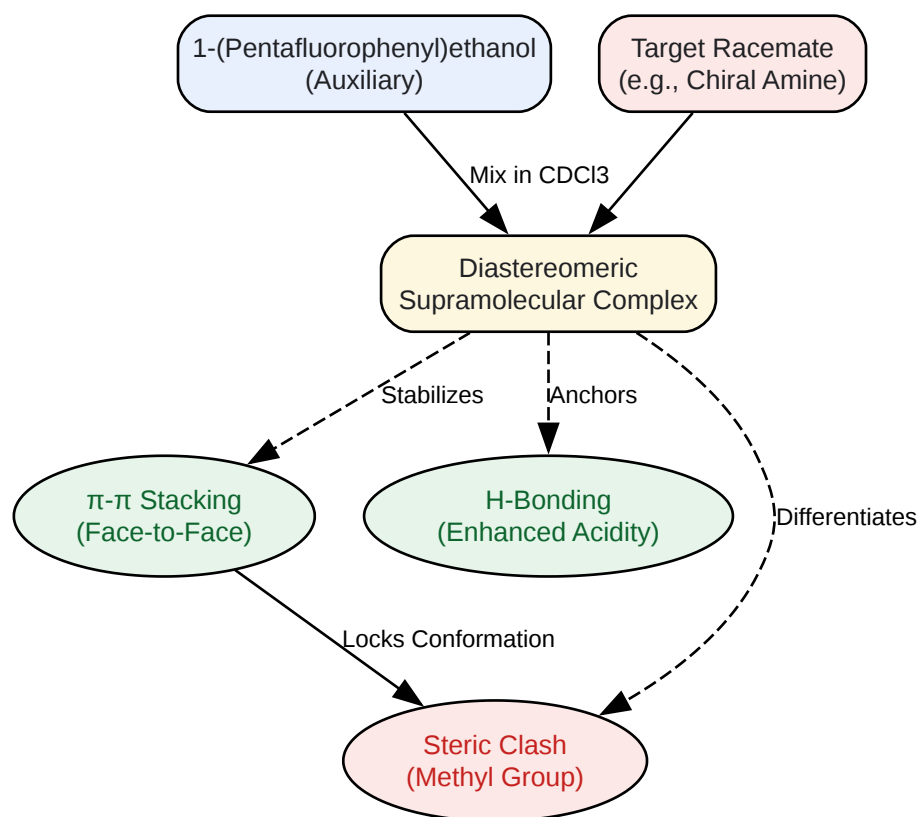 1-(Pentafluorophenyl)ethanol
(Auxiliary)
Target Racemate
(e.g., Chiral Amine)
Mix in CDCl3
Diastereomeric
Supramolecular Complex
Stabilizes
Anchors
π-π Stacking
(Face-to-Face)
H-Bonding
(Enhanced Acidity)
Differentiates
Locks Conformation
Steric Clash
(Methyl Group)